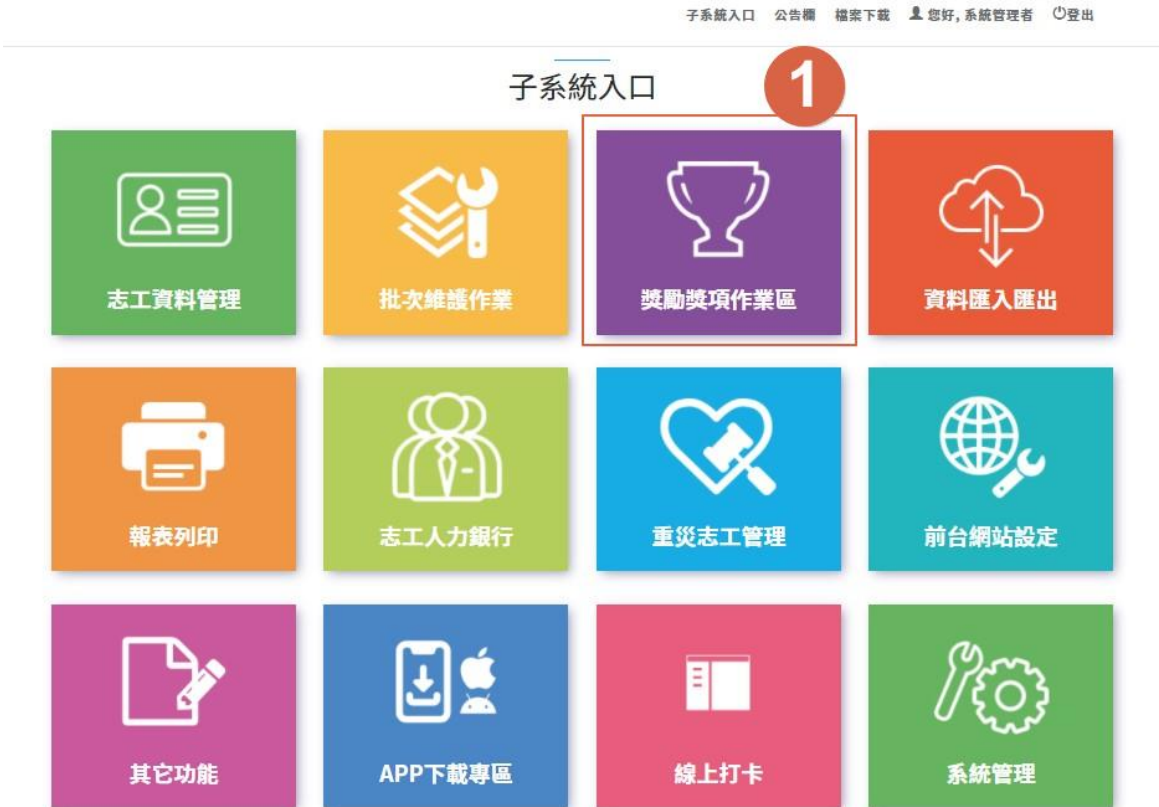 子系統入口 公告欄 檔案下載 您好, 系統管理者 登出
子系統入口
1
志工資料管理 批次維護作業 獎勵獎項作業區 資料匯入匯出
報表列印 志工人力銀行 重災志工管理 前台網站設定
其它功能 APP下載專區 線上打卡 系統管理